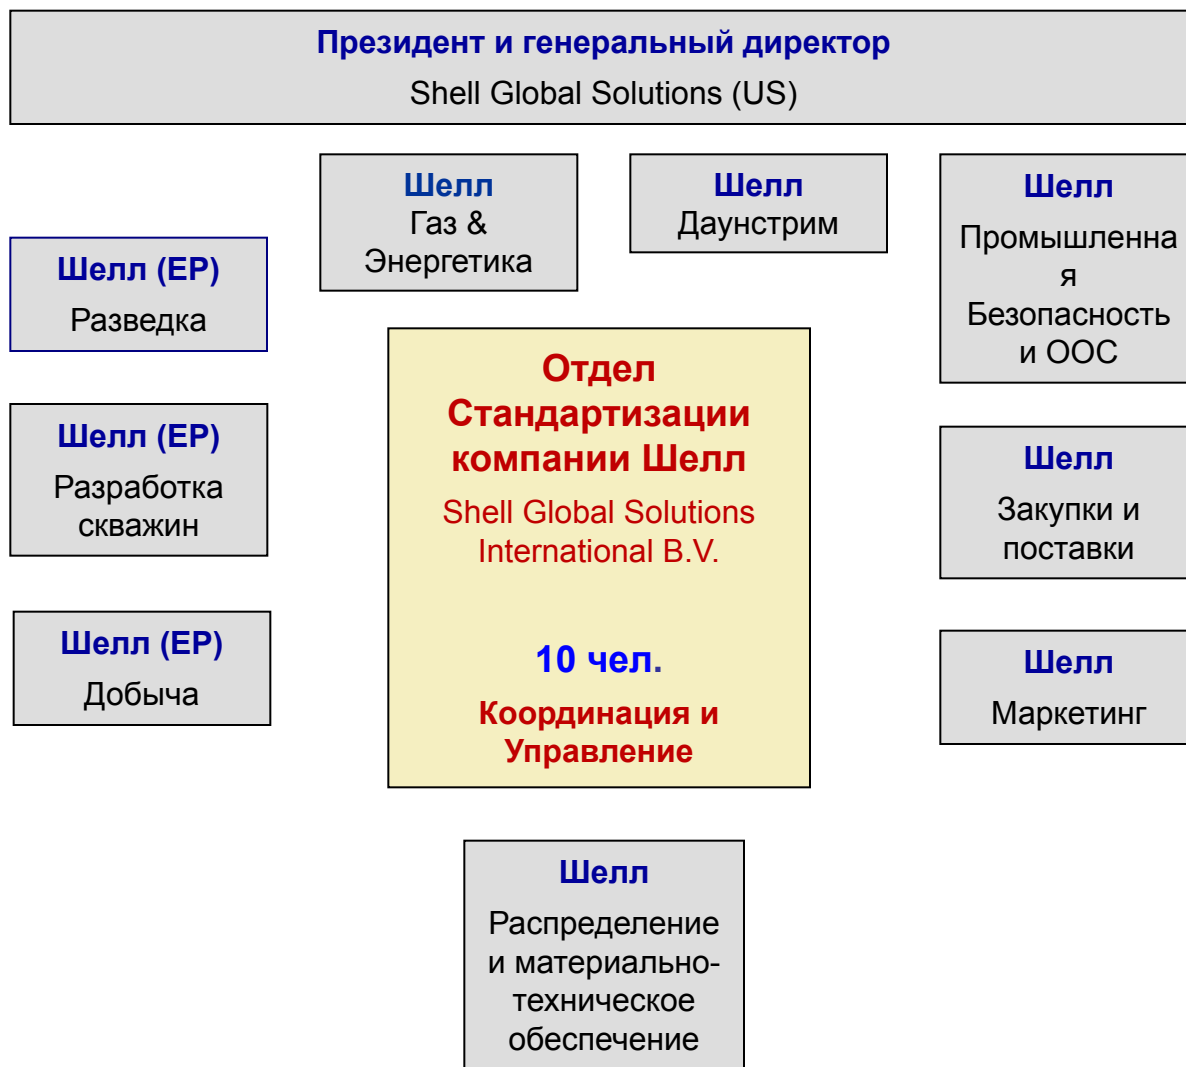 Президент и генеральный директор
Shell Global Solutions (US)
Шелл
Газ &
Энергетика
Шелл
Даунстрим
Шелл
Промышленна
я
Безопасность
и ООС
Шелл (EP)
Разведка
Шелл (EP)
Разработка
скважин
Шелл (EP)
Добыча
Отдел
Стандартизации
компании Шелл
Shell Global Solutions
International B.V.
10 чел.
Координация и
Управление
Шелл
Закупки и
поставки
Шелл
Маркетинг
Шелл
Распределение
и материально-
техническое
обеспечение